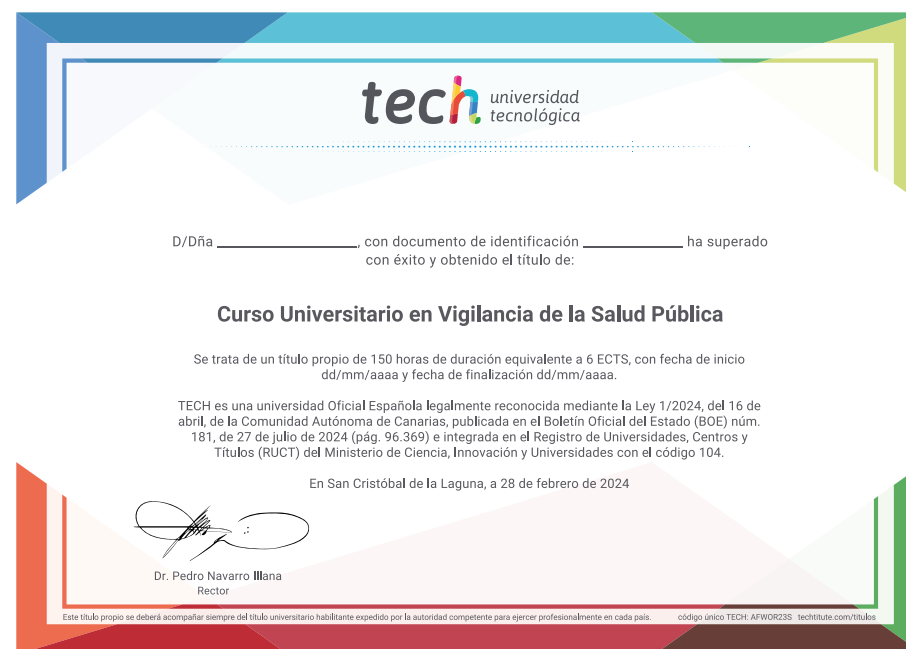 tech universidad
tecnológica
D/Dña ____________________, con documento de identificación ______________ ha superado
con éxito y obtenido el título de:
Curso Universitario en Vigilancia de la Salud Pública
Se trata de un título propio de 150 horas de duración equivalente a 6 ECTS, con fecha de inicio
dd/mm/aaaa y fecha de finalización dd/mm/aaaa.
TECH es una universidad Oficial Española legalmente reconocida mediante la Ley 1/2024, del 16 de
abril, de la Comunidad Autónoma de Canarias, publicada en el Boletín Oficial del Estado (BOE) núm.
181, de 27 de julio de 2024 (pág. 96.369) e integrada en el Registro de Universidades, Centros y
Títulos (RUCT) del Ministerio de Ciencia, Innovación y Universidades con el código 104.
En San Cristóbal de la Laguna, a 28 de febrero de 2024
Dr. Pedro Navarro Illana
Rector
Este título propio se deberá acompañar siempre del título universitario habilitante expedido por la autoridad competente para ejercer profesionalmente en cada país. código único TECH: AFWOR23S techtitute.com/titulos